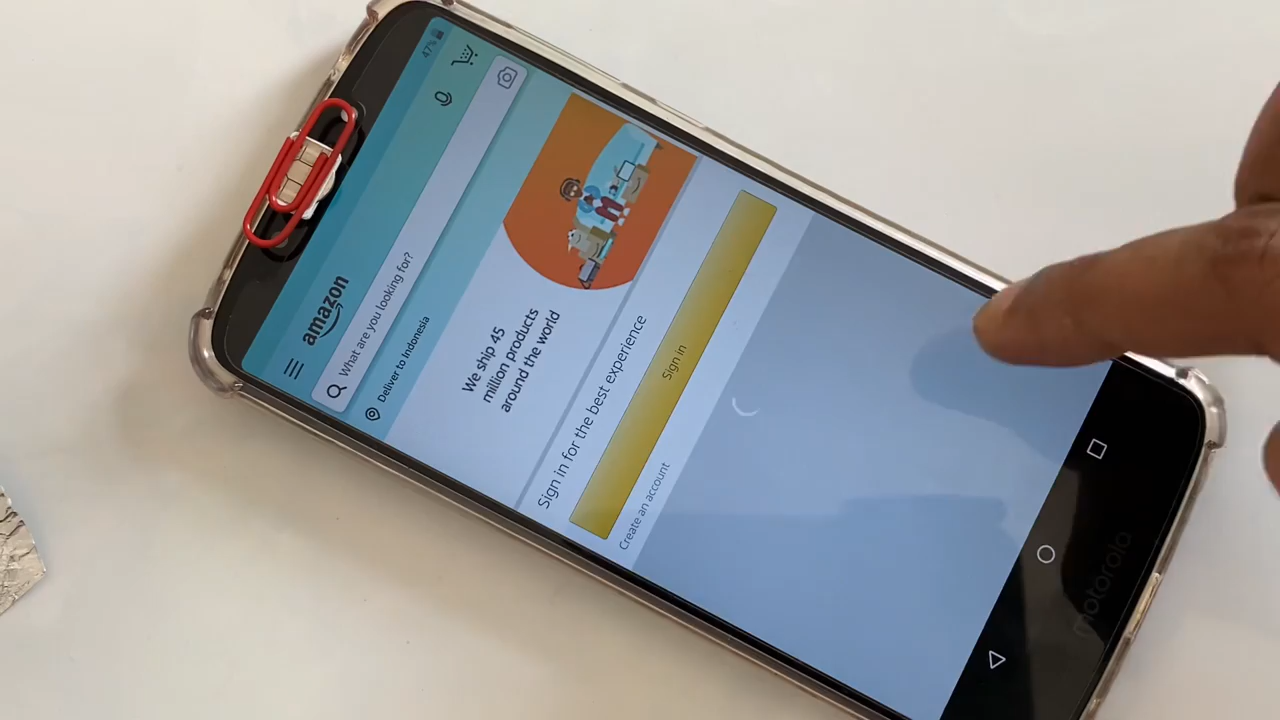 47%
amazon
What are you looking for?
Deliver to Indonesia
We ship 45
million products
around the world
Sign in for the best experience
Sign in
Create an account
motorola